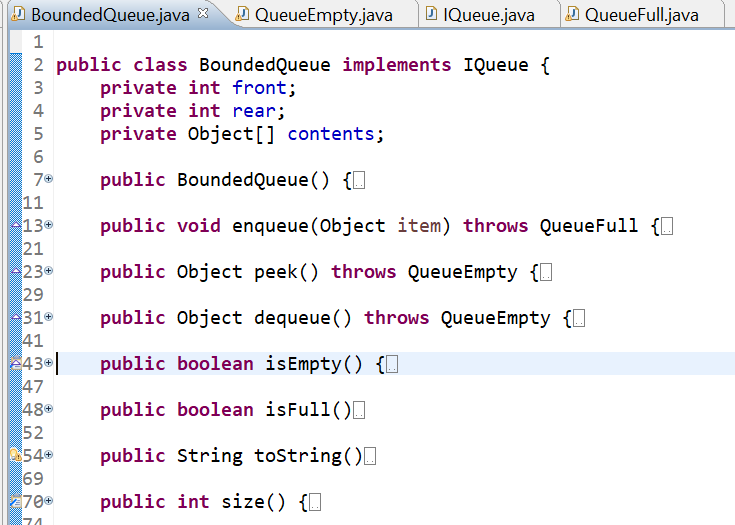 BoundedQueue.java QueueEmpty.java IQueue.java QueueFull.java
1
2 public class BoundedQueue implements IQueue {
3 private int front;
4 private int rear;
5 private Object[] contents;
6
7 public BoundedQueue() {
11
13 public void enqueue(Object item) throws QueueFull {
21
23 public Object peek() throws QueueEmpty {
29
31 public Object dequeue() throws QueueEmpty {
41
43 public boolean isEmpty() {
47
48 public boolean isFull()
52
54 public String toString()
69
70 public int size() {
74